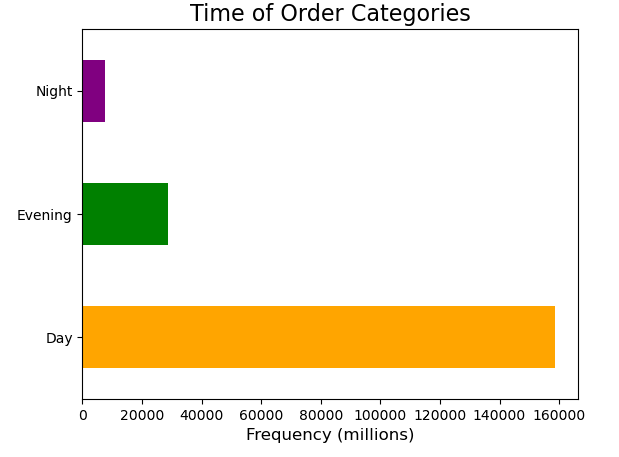 Time of Order Categories
Night
Evening
Day
0 20000 40000 60000 80000 100000 120000 140000 160000
Frequency (millions)